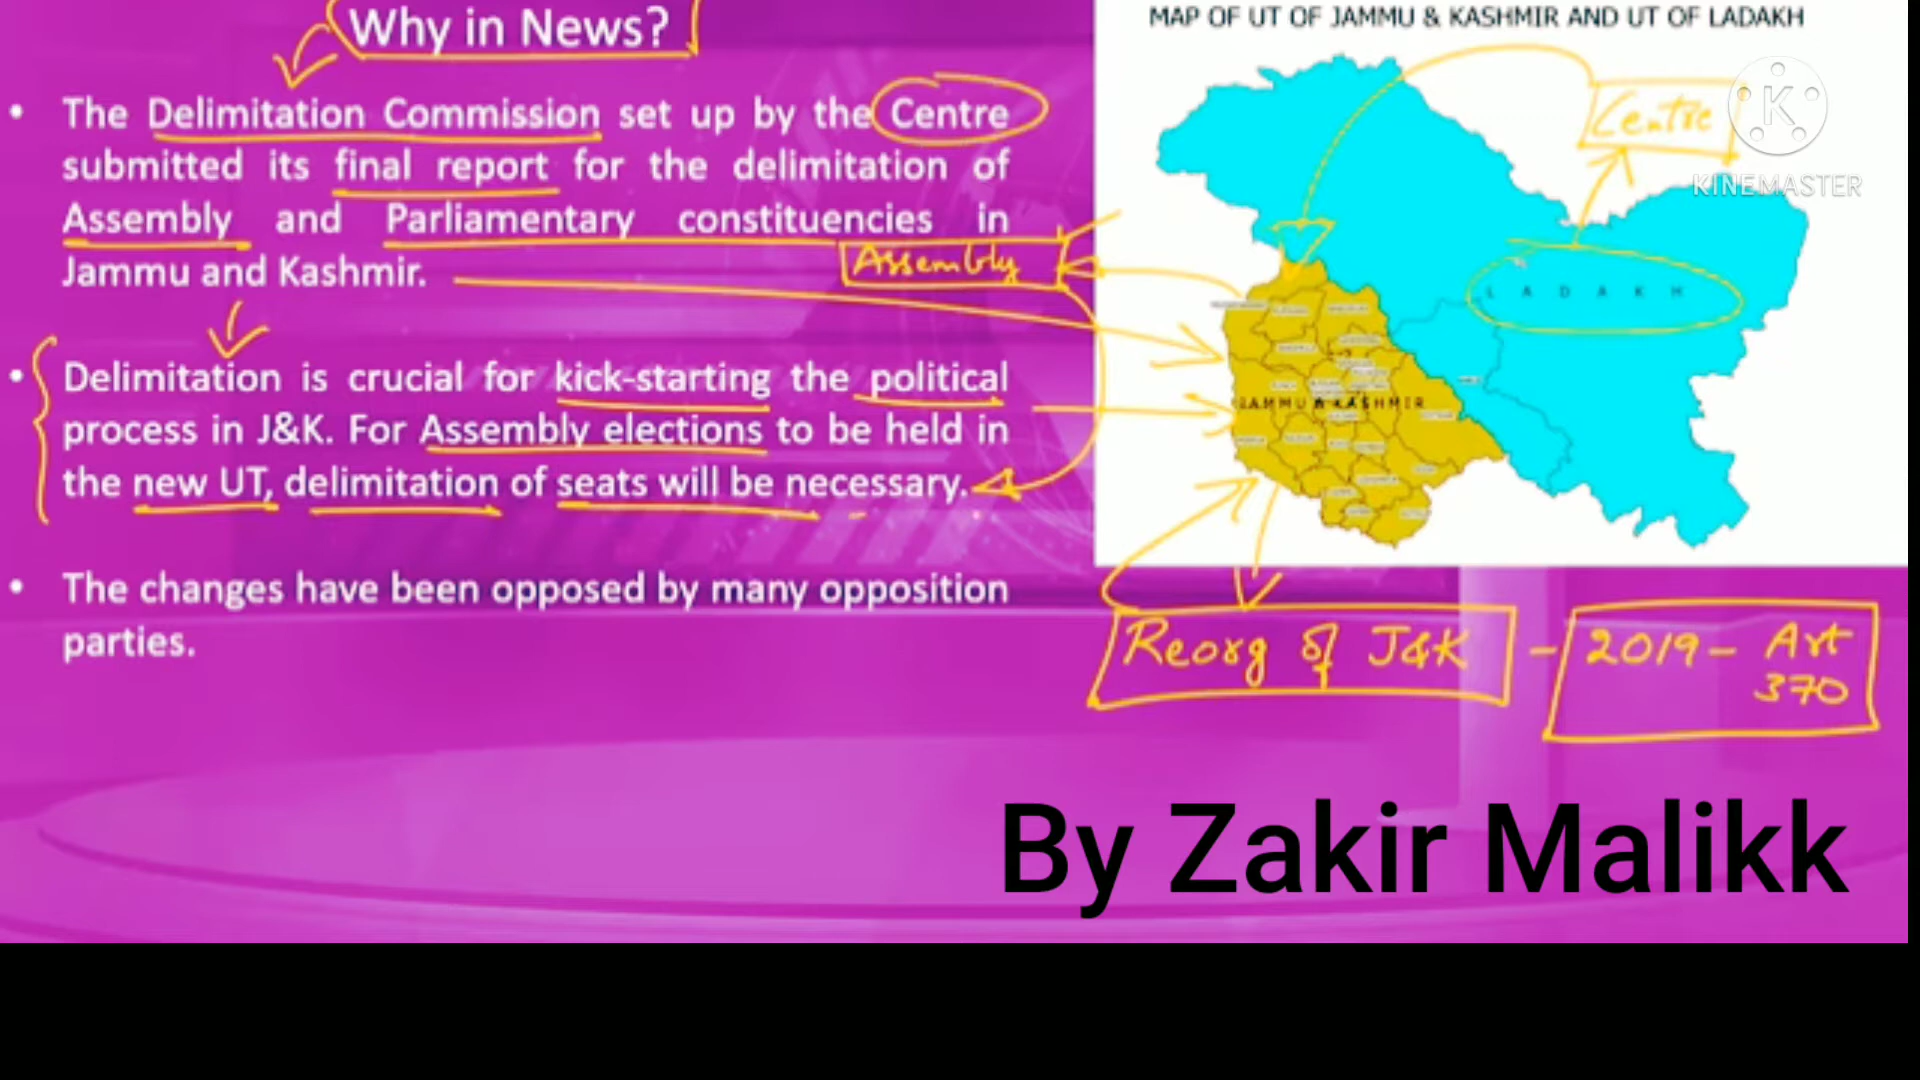 Why in News?
• The Delimitation Commission set up by the Centre
submitted its final report for the delimitation of
Assembly and Parliamentary constituencies in
Jammu and Kashmir.
Assembly
• Delimitation is crucial for kick-starting the political
process in J&K. For Assembly elections to be held in
the new UT, delimitation of seats will be necessary.
• The changes have been opposed by many opposition
parties.
MAP OF UT OF JAMMU & KASHMIR AND UT OF LADAKH
Centre
K
KINEMASTER
LADAKH
JAMMU & KASHMIR
Reorg of J&K - 2019 - Art
370
By Zakir Malikk